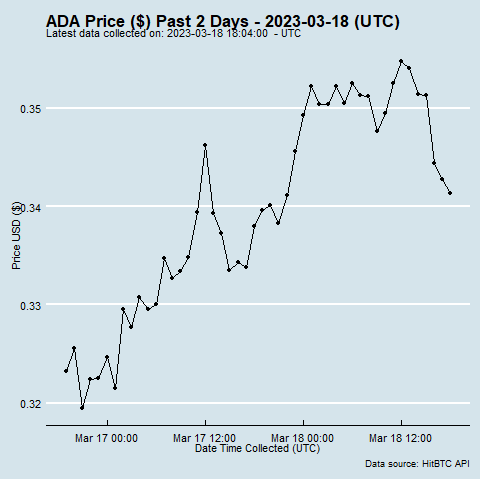 ADA Price ($) Past 2 Days - 2023-03-18 (UTC)
Latest data collected on: 2023-03-18 18:04:00 - UTC
Price USD ($)
0.35
0.34
0.33
0.32
Mar 17 00:00 Mar 17 12:00 Mar 18 00:00 Mar 18 12:00
Date Time Collected (UTC)
Data source: HitBTC API